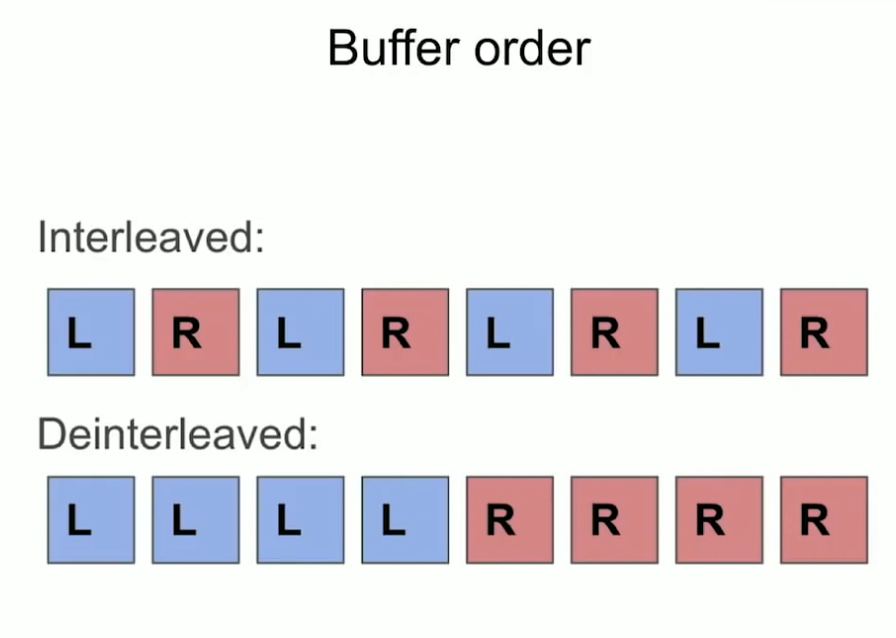 Buffer order
Interleaved:
L R L R L R L R
Deinterleaved:
L L L L R R R R